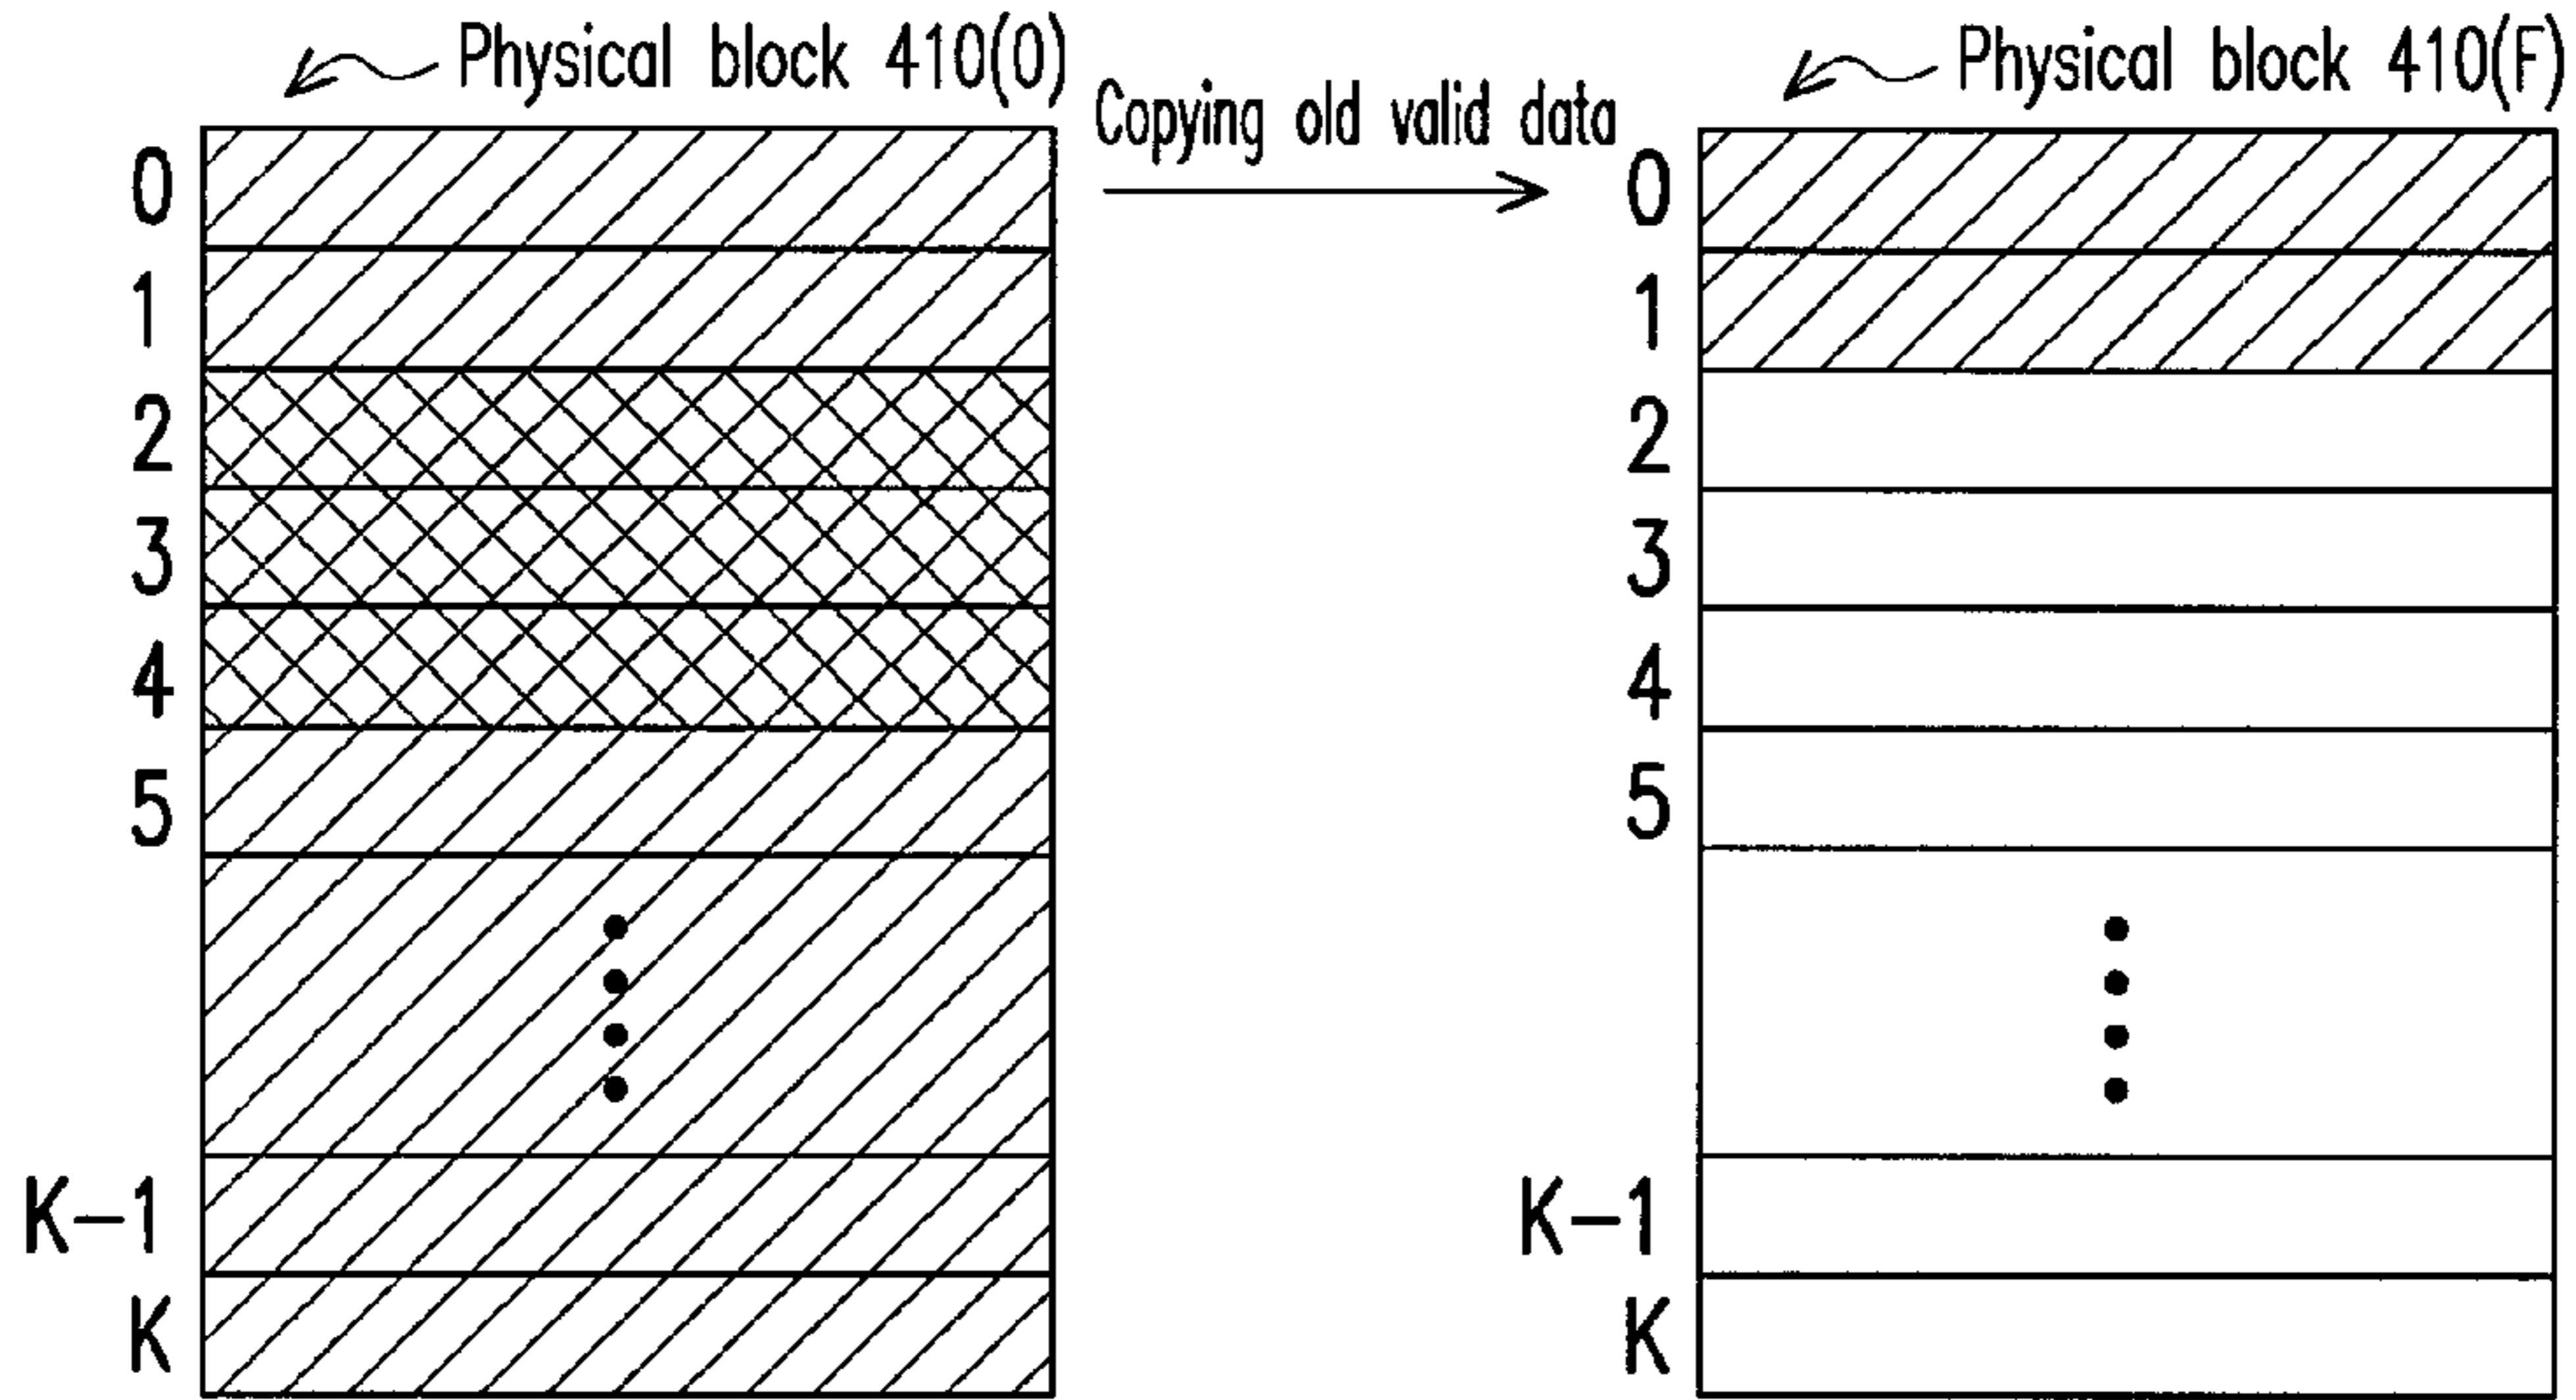 Physical block 410(0)
Copying old valid data
Physical block 410(F)
0
1
2
3
4
5
K-1
K
0
1
2
3
4
5
K-1
K